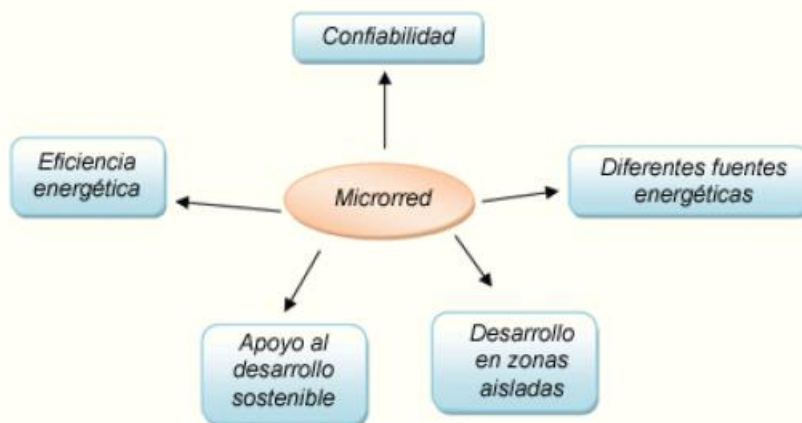 Confiabilidad
Eficiencia
energética
Microrred
Diferentes fuentes
energéticas
Apoyo al
desarrollo
sostenible
Desarrollo
en zonas
aisladas